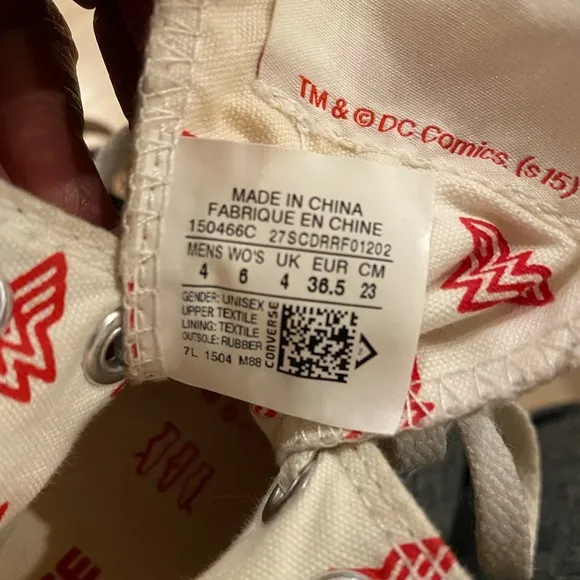 TM & © DC Comics. (s15)
MADE IN CHINA
FABRIQUE EN CHINE
150466C 27SCDRRF01202
MENS WO'S UK EUR CM
4 6 4 36.5 23
GENDER: UNISEX
UPPER TEXTILE
LINING: TEXTILE
OUTSOLE: RUBBER
7L 1504 M88
CONVERSE